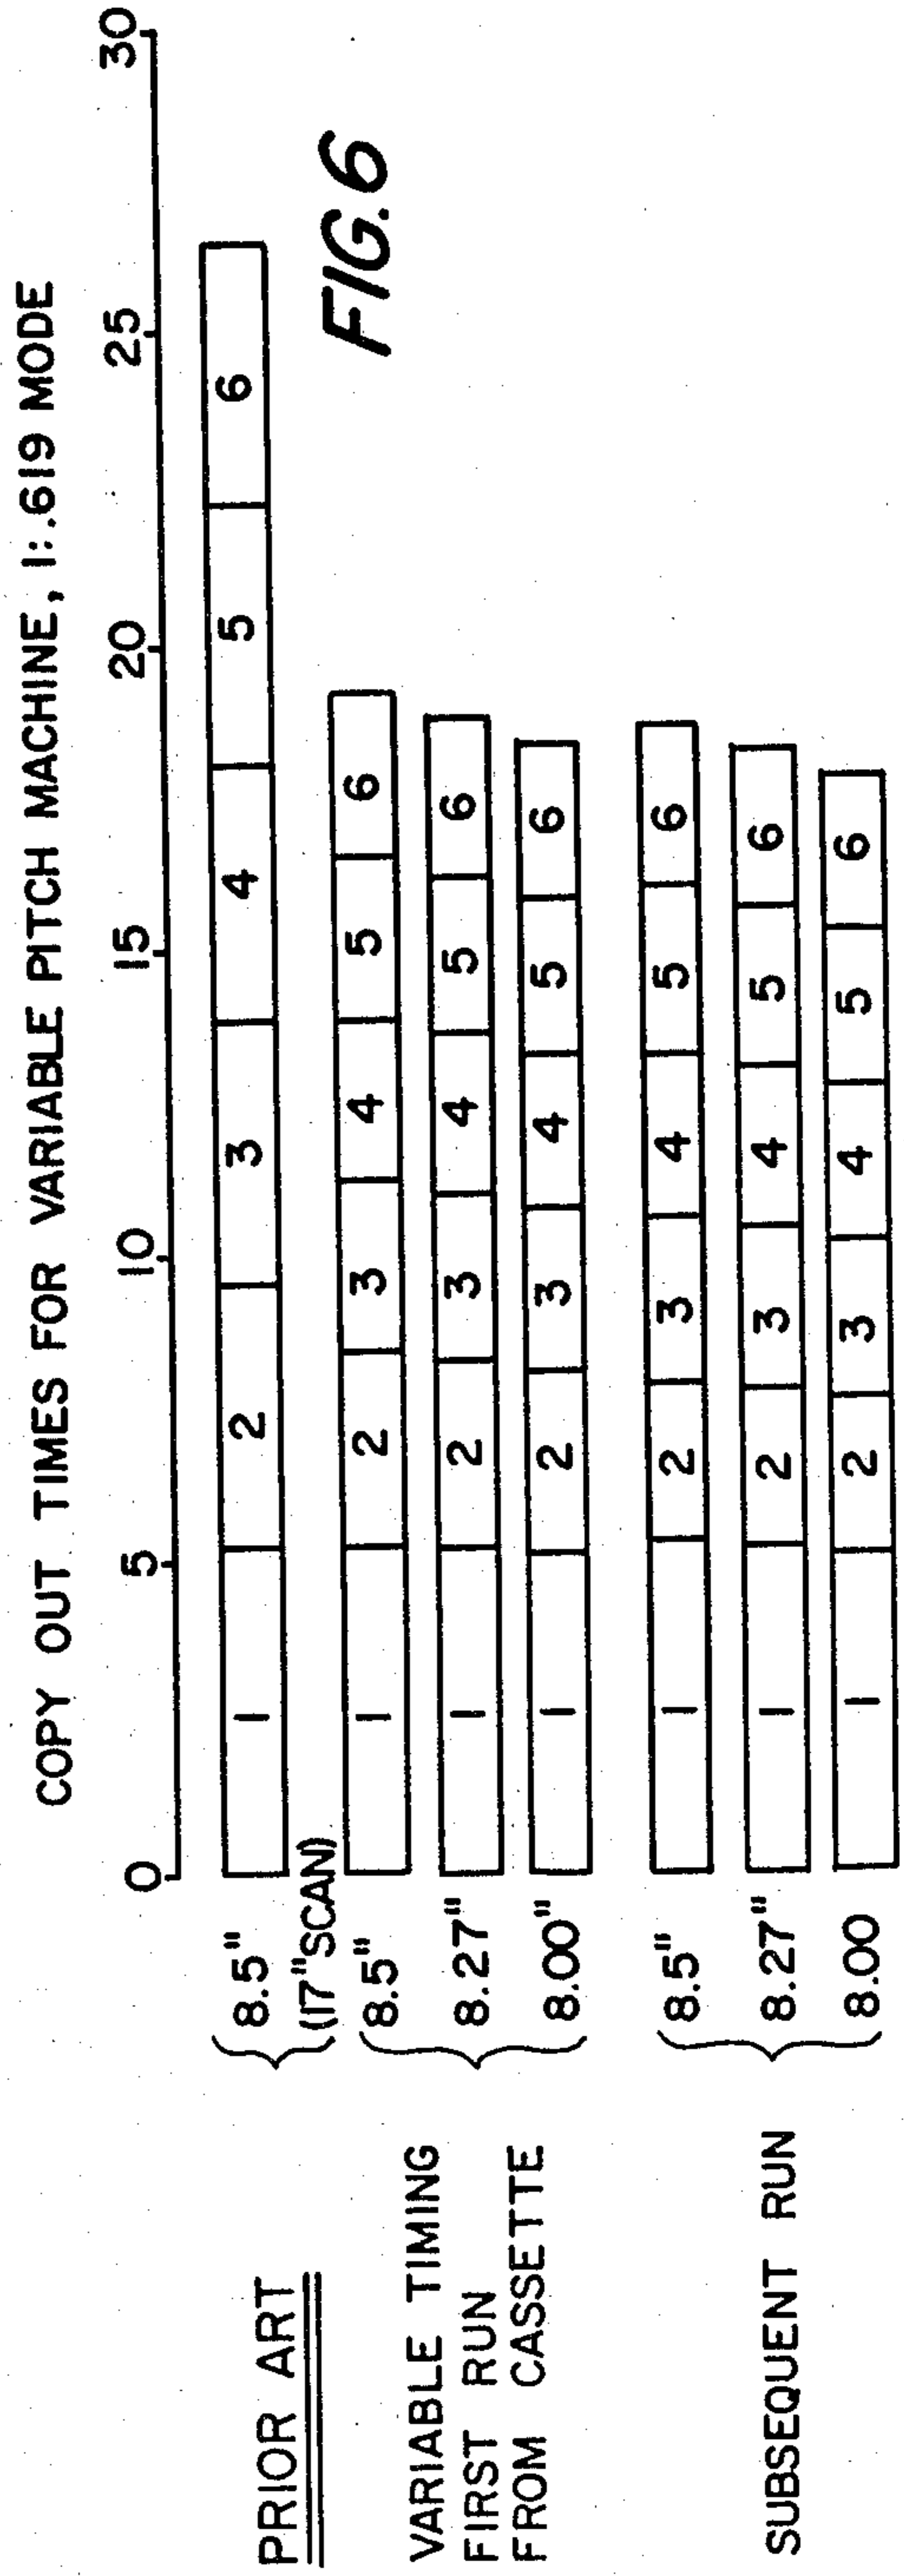 COPY OUT TIMES FOR VARIABLE PITCH MACHINE, 1:.619 MODE
0 5 10 15 20 25 30
PRIOR ART
8.5"
(17" SCAN)
1 2 3 4 5 6
FIG.6
VARIABLE TIMING
FIRST RUN
FROM CASSETTE
8.5"
1 2 3 4 5 6
8.27"
1 2 3 4 5 6
8.00"
1 2 3 4 5 6
SUBSEQUENT RUN
8.5"
1 2 3 4 5 6
8.27"
1 2 3 4 5 6
8.00
1 2 3 4 5 6